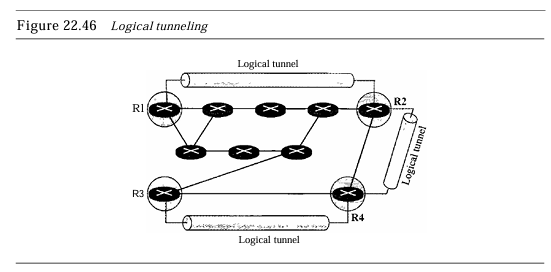 Figure 22.46 Logical tunneling
Logical tunnel
R1
R2
Logical tunnel
R3
R4
Logical tunnel